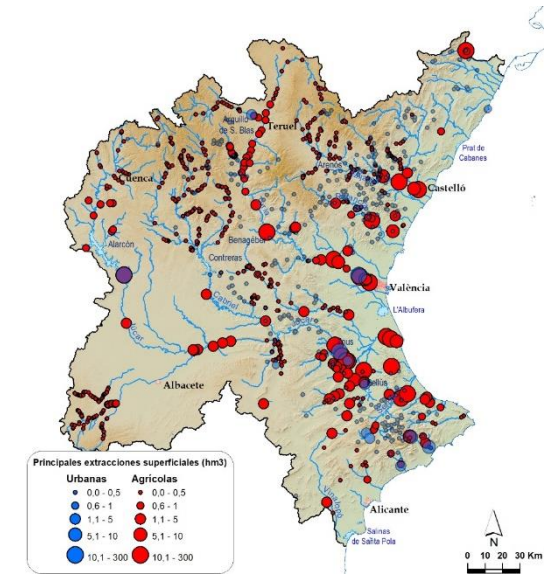 Teruel
Arquillo
de S. Blas
Prat de
Cabanes
Arenós
Cuenca
Castelló
Alarcón
Benagéber
Contreras
València
Cabriel
L'Albufera
Júcar
Albacete
Vinalopó
Alicante
Salinas
de Santa Pola
Principales extracciones superficiales (hm3)
Urbanas Agrícolas
0,0 - 0,5 0,0 - 0,5
0,6 - 1 0,6 - 1
1,1 - 5 1,1 - 5
5,1 - 10 5,1 - 10
10,1 - 300 10,1 - 300
N
0 10 20 30 Km